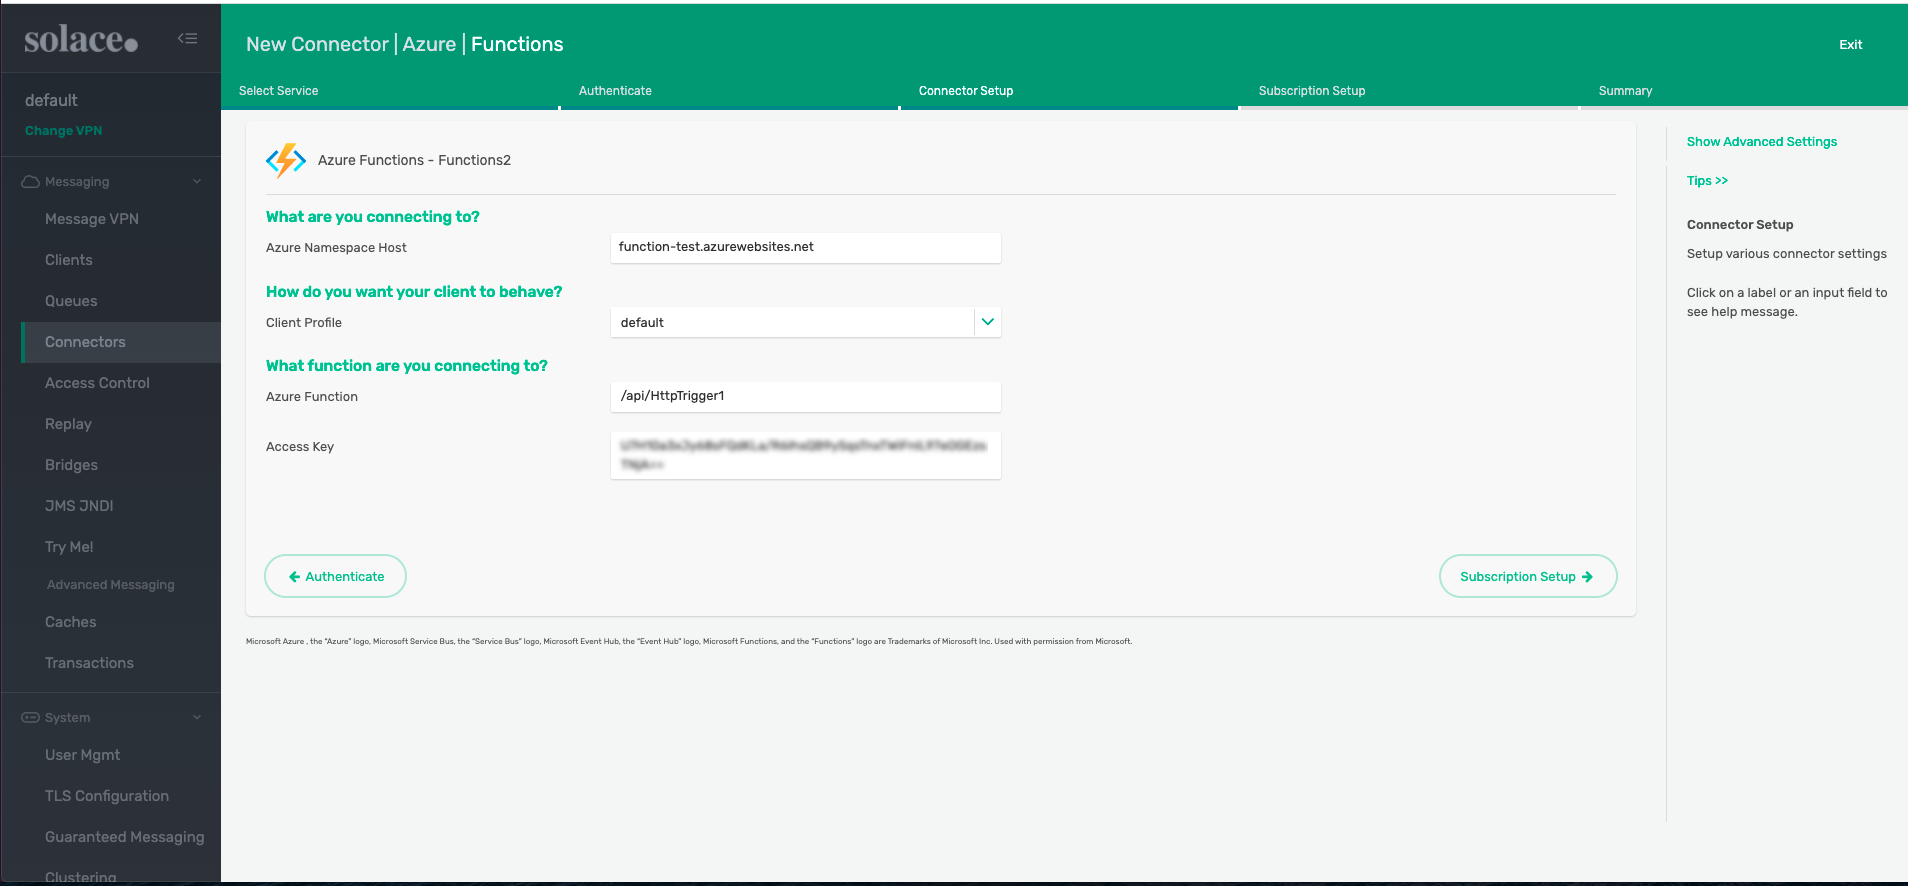 solace.
default
Change VPN
Messaging
Message VPN
Clients
Queues
Connectors
Access Control
Replay
Bridges
JMS JNDI
Try Me!
Advanced Messaging
Caches
Transactions
System
User Mgmt
TLS Configuration
Guaranteed Messaging
Clustering
New Connector | Azure | Functions
Exit
Select Service
Authenticate
Connector Setup
Subscription Setup
Summary
Azure Functions - Functions2
What are you connecting to?
Azure Namespace Host
function-test.azurewebsites.net
How do you want your client to behave?
Client Profile
default
What function are you connecting to?
Azure Function
/api/HttpTrigger1
Access Key
Authenticate
Subscription Setup
Microsoft Azure , the "Azure" logo, Microsoft Service Bus, the "Service Bus" logo, Microsoft Event Hub, the "Event Hub" logo, Microsoft Functions, and the "Functions" logo are Trademarks of Microsoft Inc. Used with permission from Microsoft.
Show Advanced Settings
Tips >>
Connector Setup
Setup various connector settings
Click on a label or an input field to
see help message.